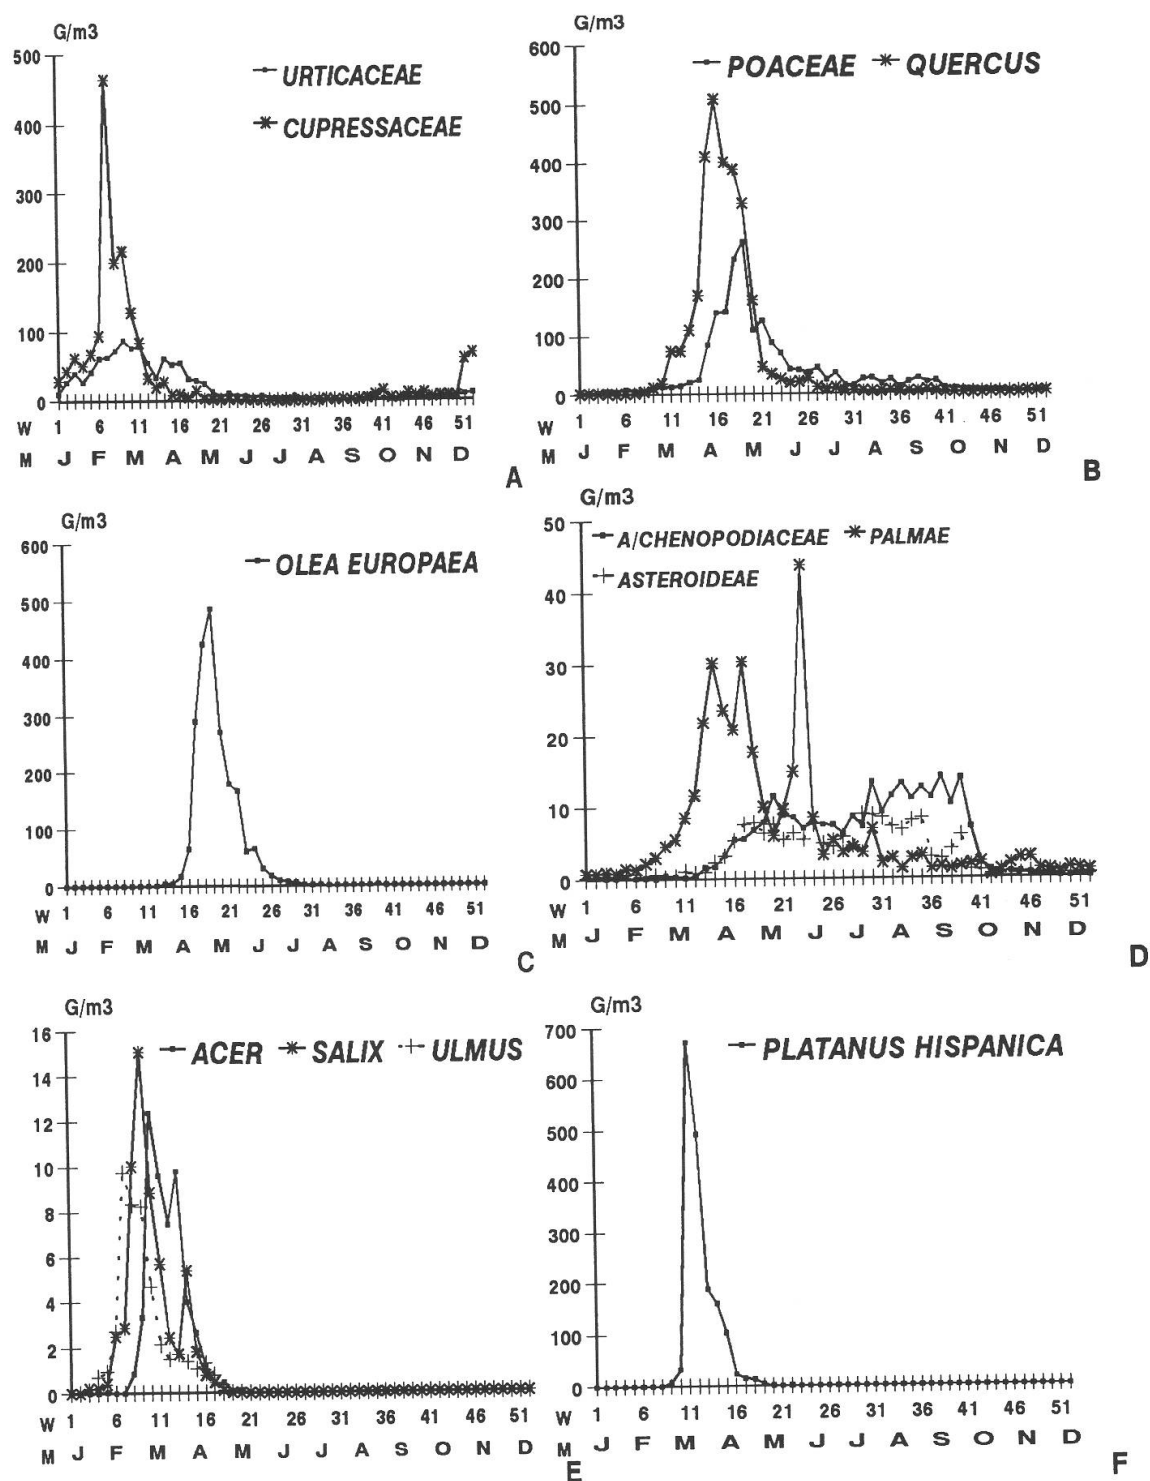 G/m3
500
400
300
200
100
0
URTICACEAE
CUPRESSACEAE
W 1 6 11 16 21 26 31 36 41 46 51
M J F M A M J J A S O N D
A
G/m3
600
500
400
300
200
100
0
POACEAE QUERCUS
W 1 6 11 16 21 26 31 36 41 46 51
M J F M A M J J A S O N D
B
G/m3
600
500
400
300
200
100
0
OLEA EUROPAEA
W 1 6 11 16 21 26 31 36 41 46 51
M J F M A M J J A S O N D
C
G/m3
50
40
30
20
10
0
A/CHENOPODIACEAE PALMAE
ASTEROIDEAE
W 1 6 11 16 21 26 31 36 41 46 51
M J F M A M J J A S O N D
D
G/m3
16
14
12
10
8
6
4
2
0
ACER SALIX ULMUS
W 1 6 11 16 21 26 31 36 41 46 51
M J F M A M J J A S O N D
E
G/m3
700
600
500
400
300
200
100
0
PLATANUS HISPANICA
W 1 6 11 16 21 26 31 36 41 46 51
M J F M A M J J A S O N D
F